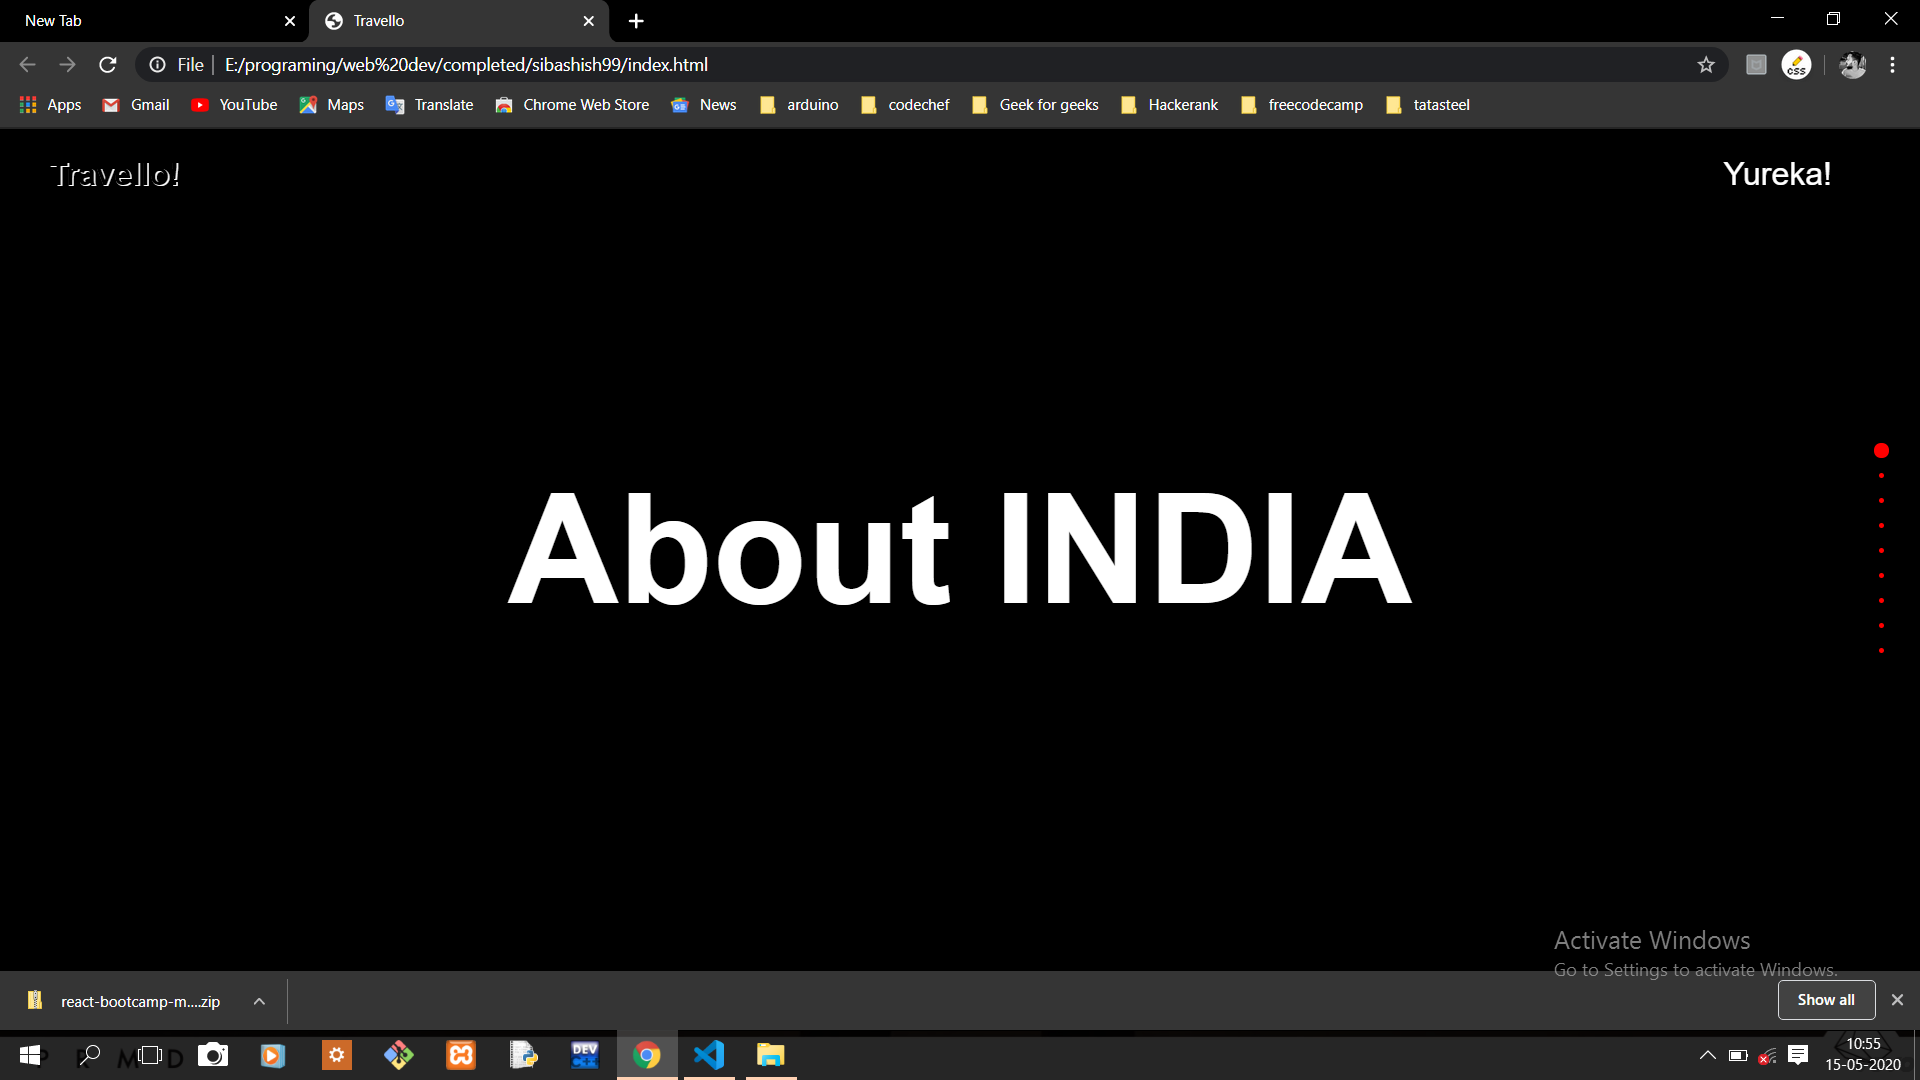 New Tab
Travello
File
E:/programing/web%20dev/completed/sibashish99/index.html
css
Apps
Gmail
YouTube
Maps
Translate
Chrome Web Store
News
arduino
codechef
Geek for geeks
Hackerank
freecodecamp
tatasteel
Travello!
Yureka!
About INDIA
Activate Windows
Go to Settings to activate Windows.
react-bootcamp-m....zip
Show all
DEV
C++
10:55
15-05-2020